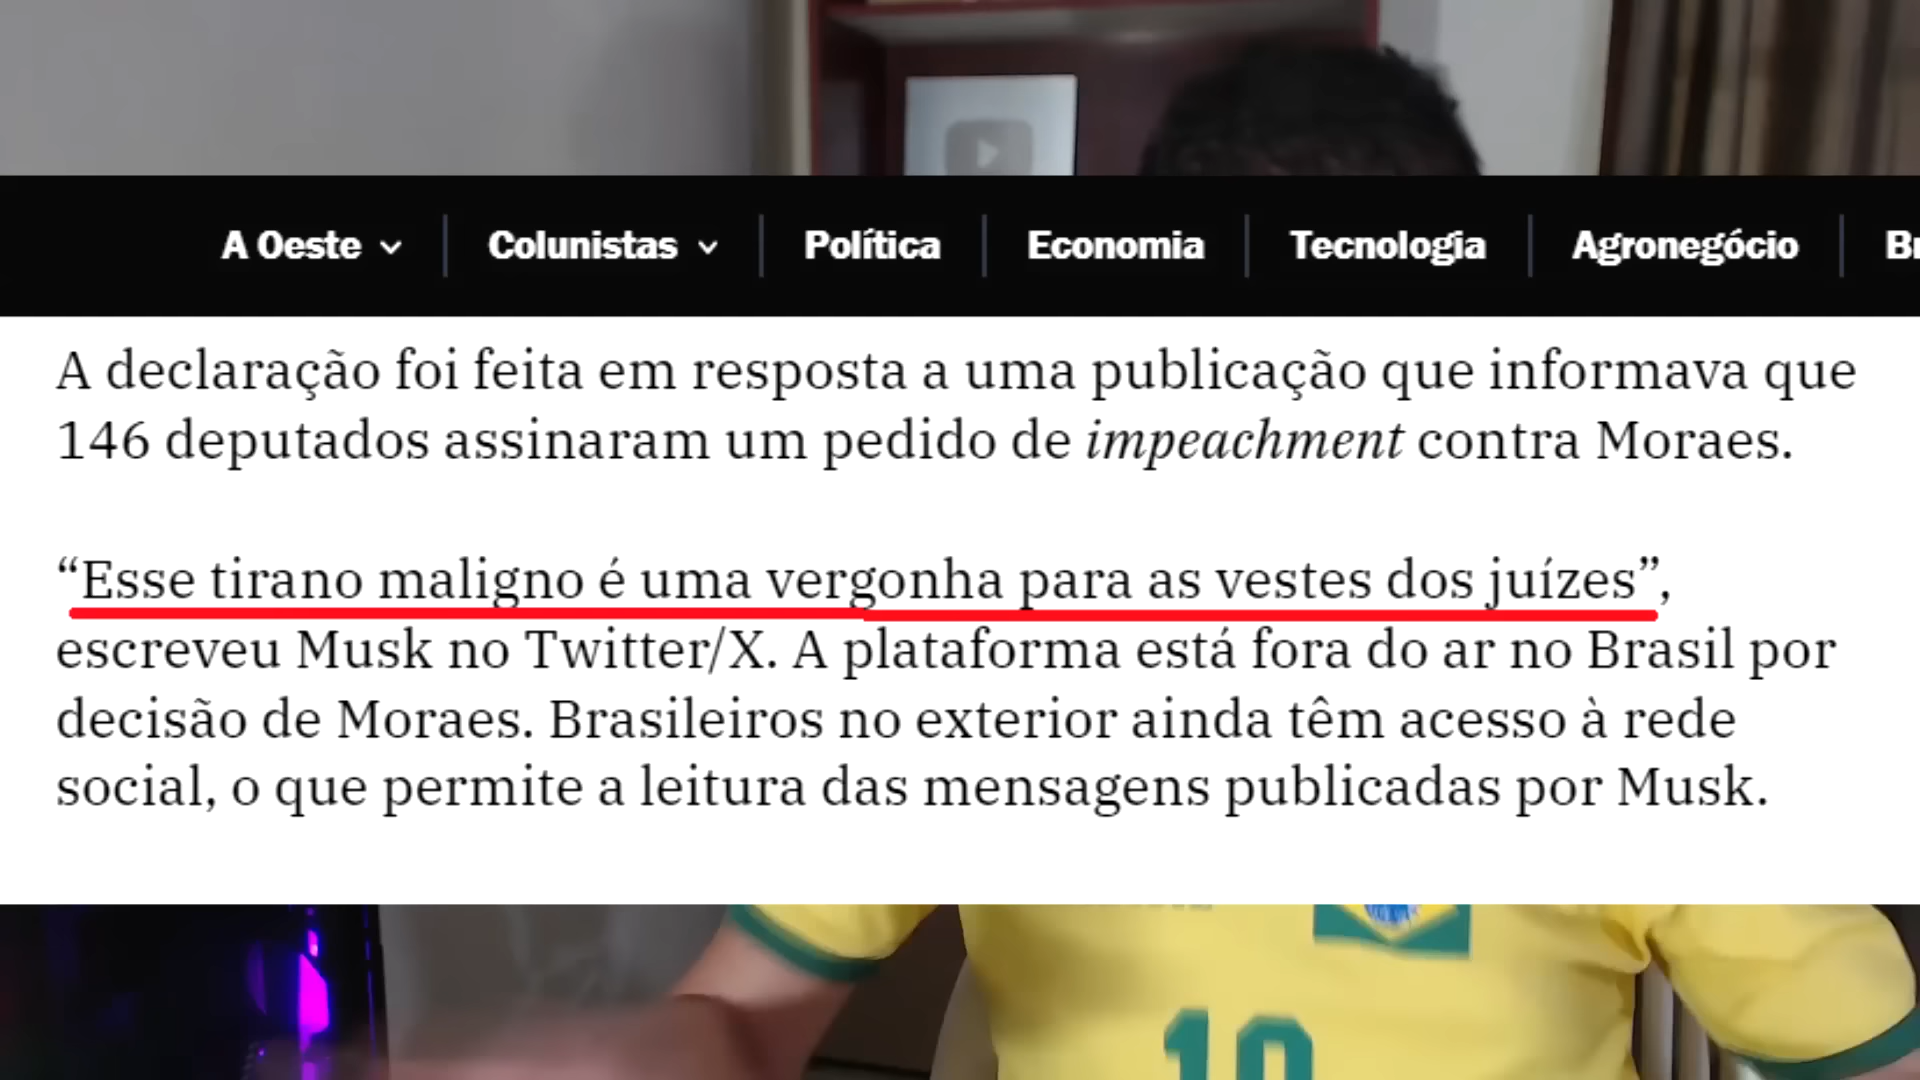 A Oeste
Colunistas
Política
Economia
Tecnologia
Agronegócio
A declaração foi feita em resposta a uma publicação que informava que
146 deputados assinaram um pedido de impeachment contra Moraes.
“Esse tirano maligno é uma vergonha para as vestes dos juízes”,
escreveu Musk no Twitter/X. A plataforma está fora do ar no Brasil por
decisão de Moraes. Brasileiros no exterior ainda têm acesso à rede
social, o que permite a leitura das mensagens publicadas por Musk.
10